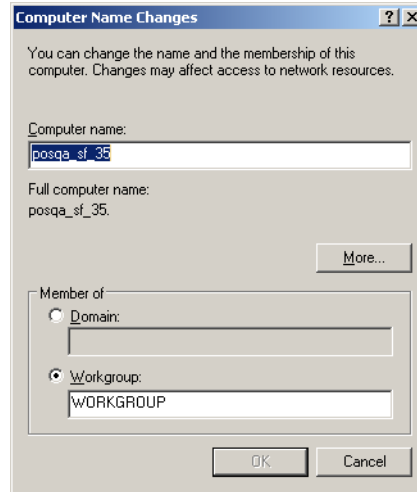 Computer Name Changes
You can change the name and the membership of this
computer. Changes may affect access to network resources.
Computer name:
posqa_sf_35
Full computer name:
posqa_sf_35.
More...
Member of
Domain:
Workgroup:
WORKGROUP
OK Cancel